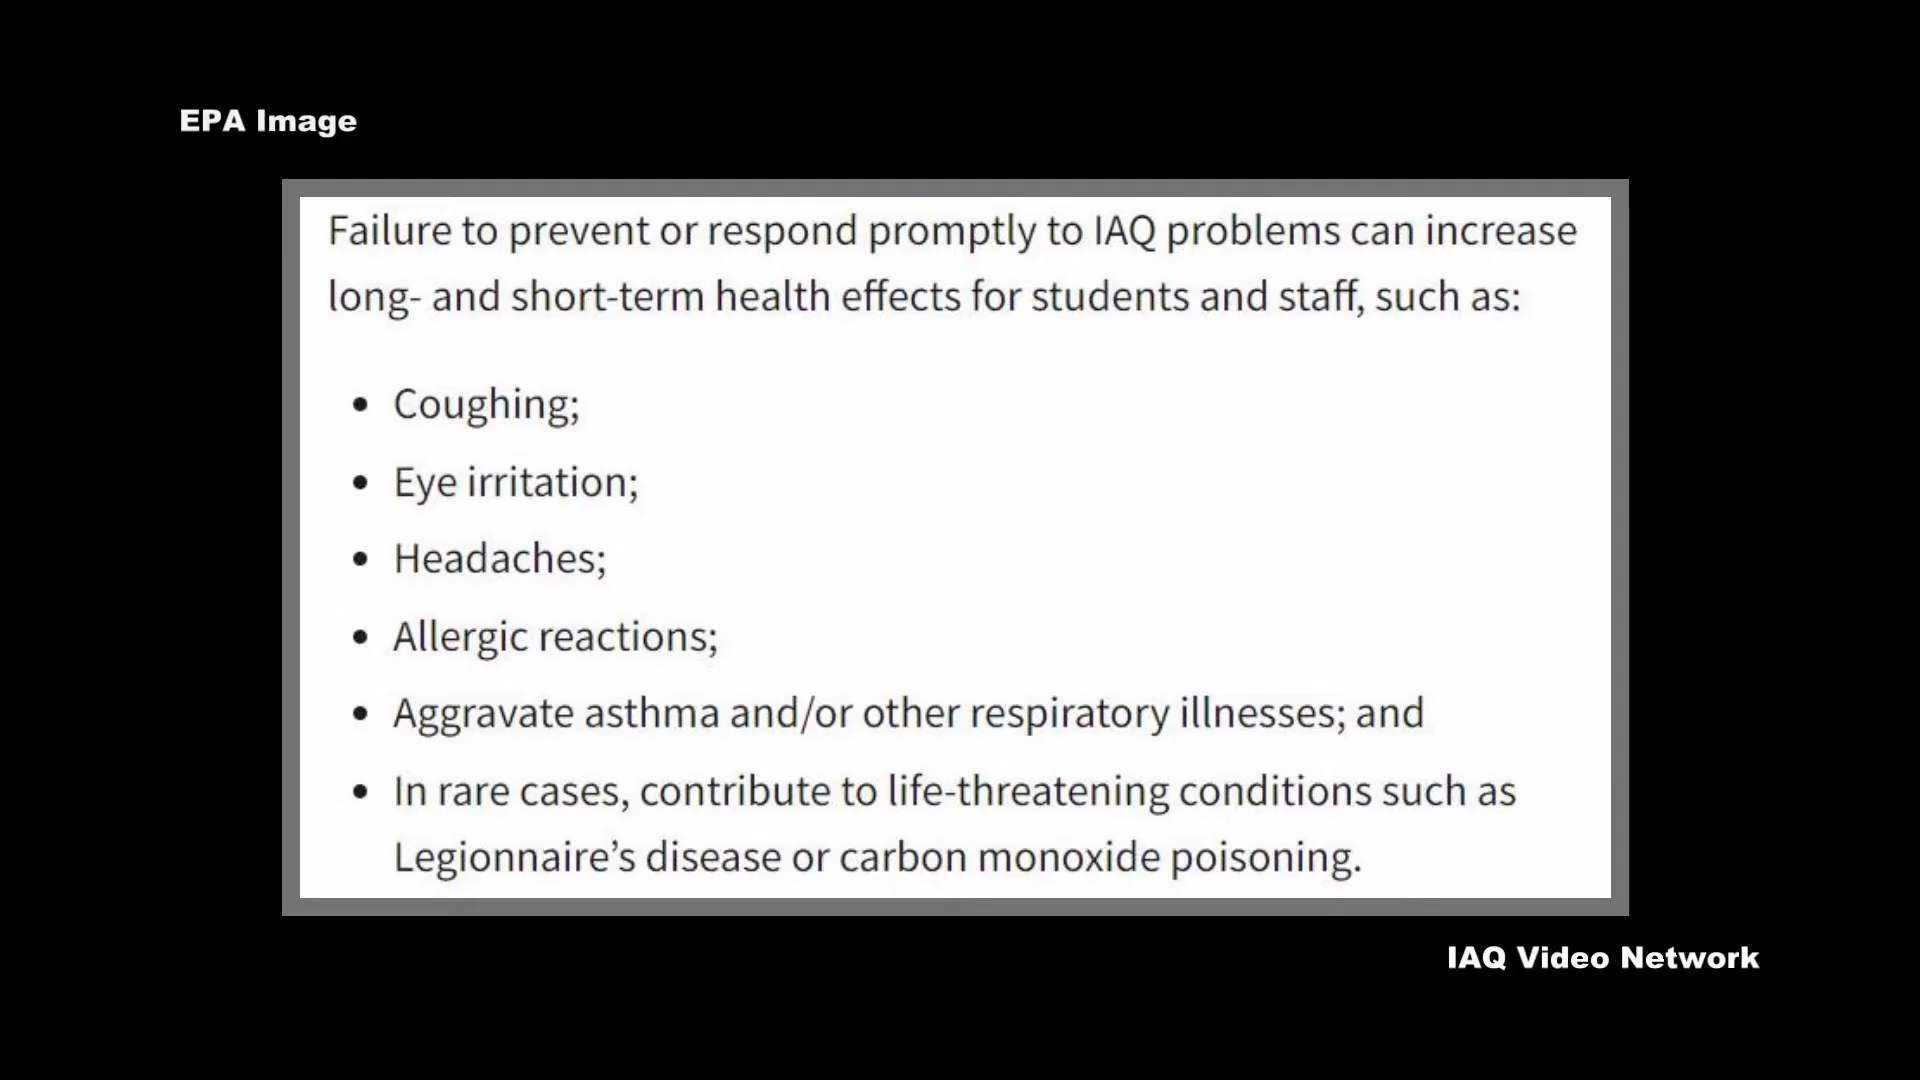 EPA Image
Failure to prevent or respond promptly to IAQ problems can increase
long- and short-term health effects for students and staff, such as:
• Coughing;
• Eye irritation;
• Headaches;
• Allergic reactions;
• Aggravate asthma and/or other respiratory illnesses; and
• In rare cases, contribute to life-threatening conditions such as
Legionnaire’s disease or carbon monoxide poisoning.
IAQ Video Network